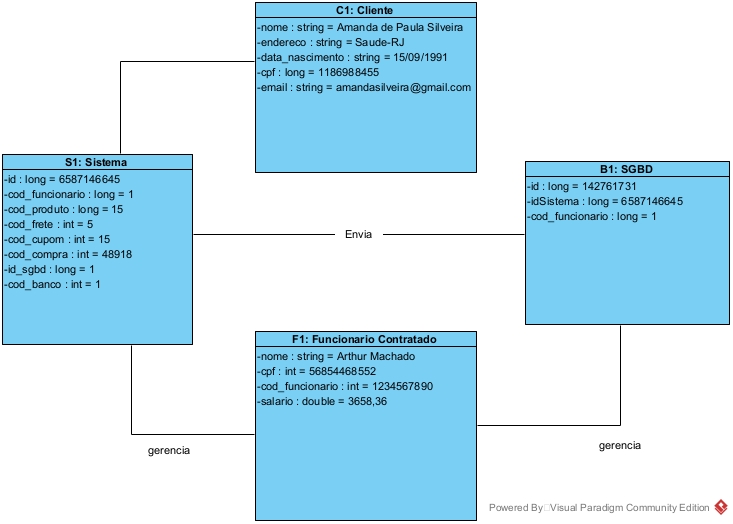 C1: Cliente
-nome : string = Amanda de Paula Silveira
-endereco : string = Saude-RJ
-data_nascimento : string = 15/09/1991
-cpf : long = 1186988455
-email : string = amandasilveira@gmail.com
S1: Sistema
-id : long = 6587146645
-cod_funcionario : long = 1
-cod_produto : long = 15
-cod_frete : int = 5
-cod_cupom : int = 15
-cod_compra : int = 48918
-id_sgbd : long = 1
-cod_banco : int = 1
B1: SGBD
-id : long = 142761731
-idSistema : long = 6587146645
-cod_funcionario : long = 1
Envia
F1: Funcionario Contratado
-nome : string = Arthur Machado
-cpf : int = 56854468552
-cod_funcionario : int = 1234567890
-salario : double = 3658,36
gerencia
gerencia
Powered By Visual Paradigm Community Edition